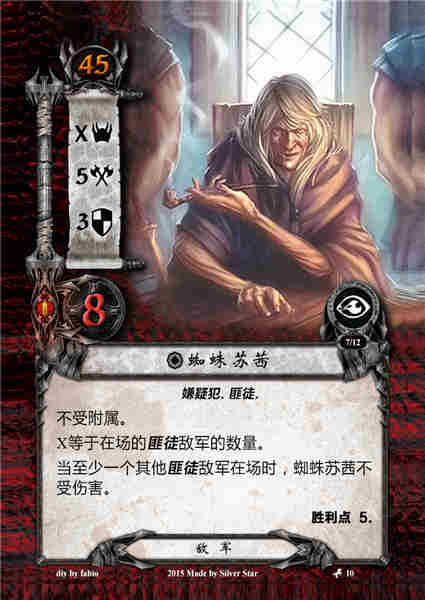 45
X
5
3
8
7/12
蜘蛛苏茜
嫌疑犯. 匪徒.
不受附属。
X等于在场的匪徒敌军的数量。
当至少一个其他匪徒敌军在场时，蜘蛛苏茜不
受伤害。
胜利点 5.
敌 军
diy by fabio 2015 Made by Silver Star 10